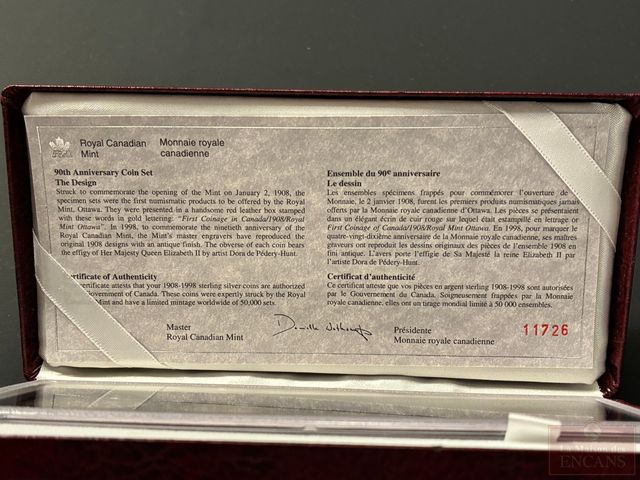 Royal Canadian
Mint
Monnaie royale
canadienne
90th Anniversary Coin Set
The Design
Struck to commemorate the opening of the Mint on January 2, 1908, the
specimen sets were the first numismatic products to be offered by the Royal
Mint, Ottawa. They were presented in a handsome red leather box stamped
with these words in gold lettering: "First Coinage in Canada/1908/Royal
Mint Ottawa". In 1998, to commemorate the ninetieth anniversary of the
Royal Canadian Mint, the Mint's master engravers have reproduced the
original 1908 designs with an antique finish. The obverse of each coin bears
the effigy of Her Majesty Queen Elizabeth II by artist Dora de Pédery-Hunt.
rtificate of Authenticity
certificate attests that your 1908-1998 sterling silver coins are authorized
Government of Canada. These coins were expertly struck by the Royal
Mint and have a limited mintage worldwide of 50,000 sets.
Ensemble du 90e anniversaire
Le dessin
Les ensembles spécimens frappés pour commémorer l'ouverture de
Monnaie, le 2 janvier 1908, furent les premiers produits numismatiques jamais
offerts par la Monnaie royale canadienne d'Ottawa. Les pièces se présentaient
dans un élégant écrin de cuir rouge sur lequel était estampillé en lettrage or
First Coinage of Canada/1908/Royal Mint Ottawa. En 1998, pour marquer le
quatre-vingt-dixième anniversaire de la Monnaie royale canadienne, ses maîtres
graveurs ont reproduit les dessins originaux des pièces de l'ensemble 1908 en
fini antique. L'avers porte l'effigie de Sa Majesté la reine Elizabeth II par
l'artiste Dora de Pédery-Hunt.
Certificat d'authenticité
Ce certificat atteste que vos pièces en argent sterling 1908-1998 sont autorisées
par le Gouvernement du Canada. Soigneusement frappées par la Monnaie
royale canadienne, elles ont un tirage mondial limité à 50 000 ensembles.
Master
Royal Canadian Mint
Présidente
Monnaie royale canadienne
11726
La Maison des
ENCANS